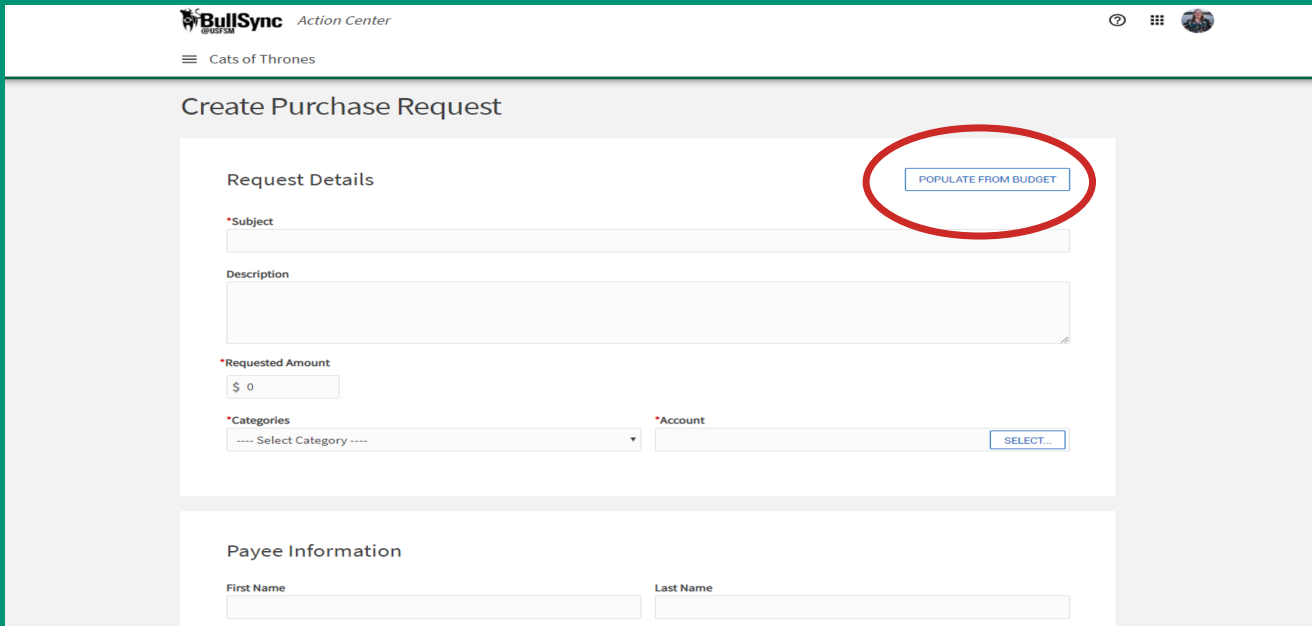 BullSync Action Center
@USFSM
Cats of Thrones
Create Purchase Request
Request Details
POPULATE FROM BUDGET
*Subject
Description
*Requested Amount
$ 0
*Categories *Account
---- Select Category ---- SELECT...
Payee Information
First Name Last Name